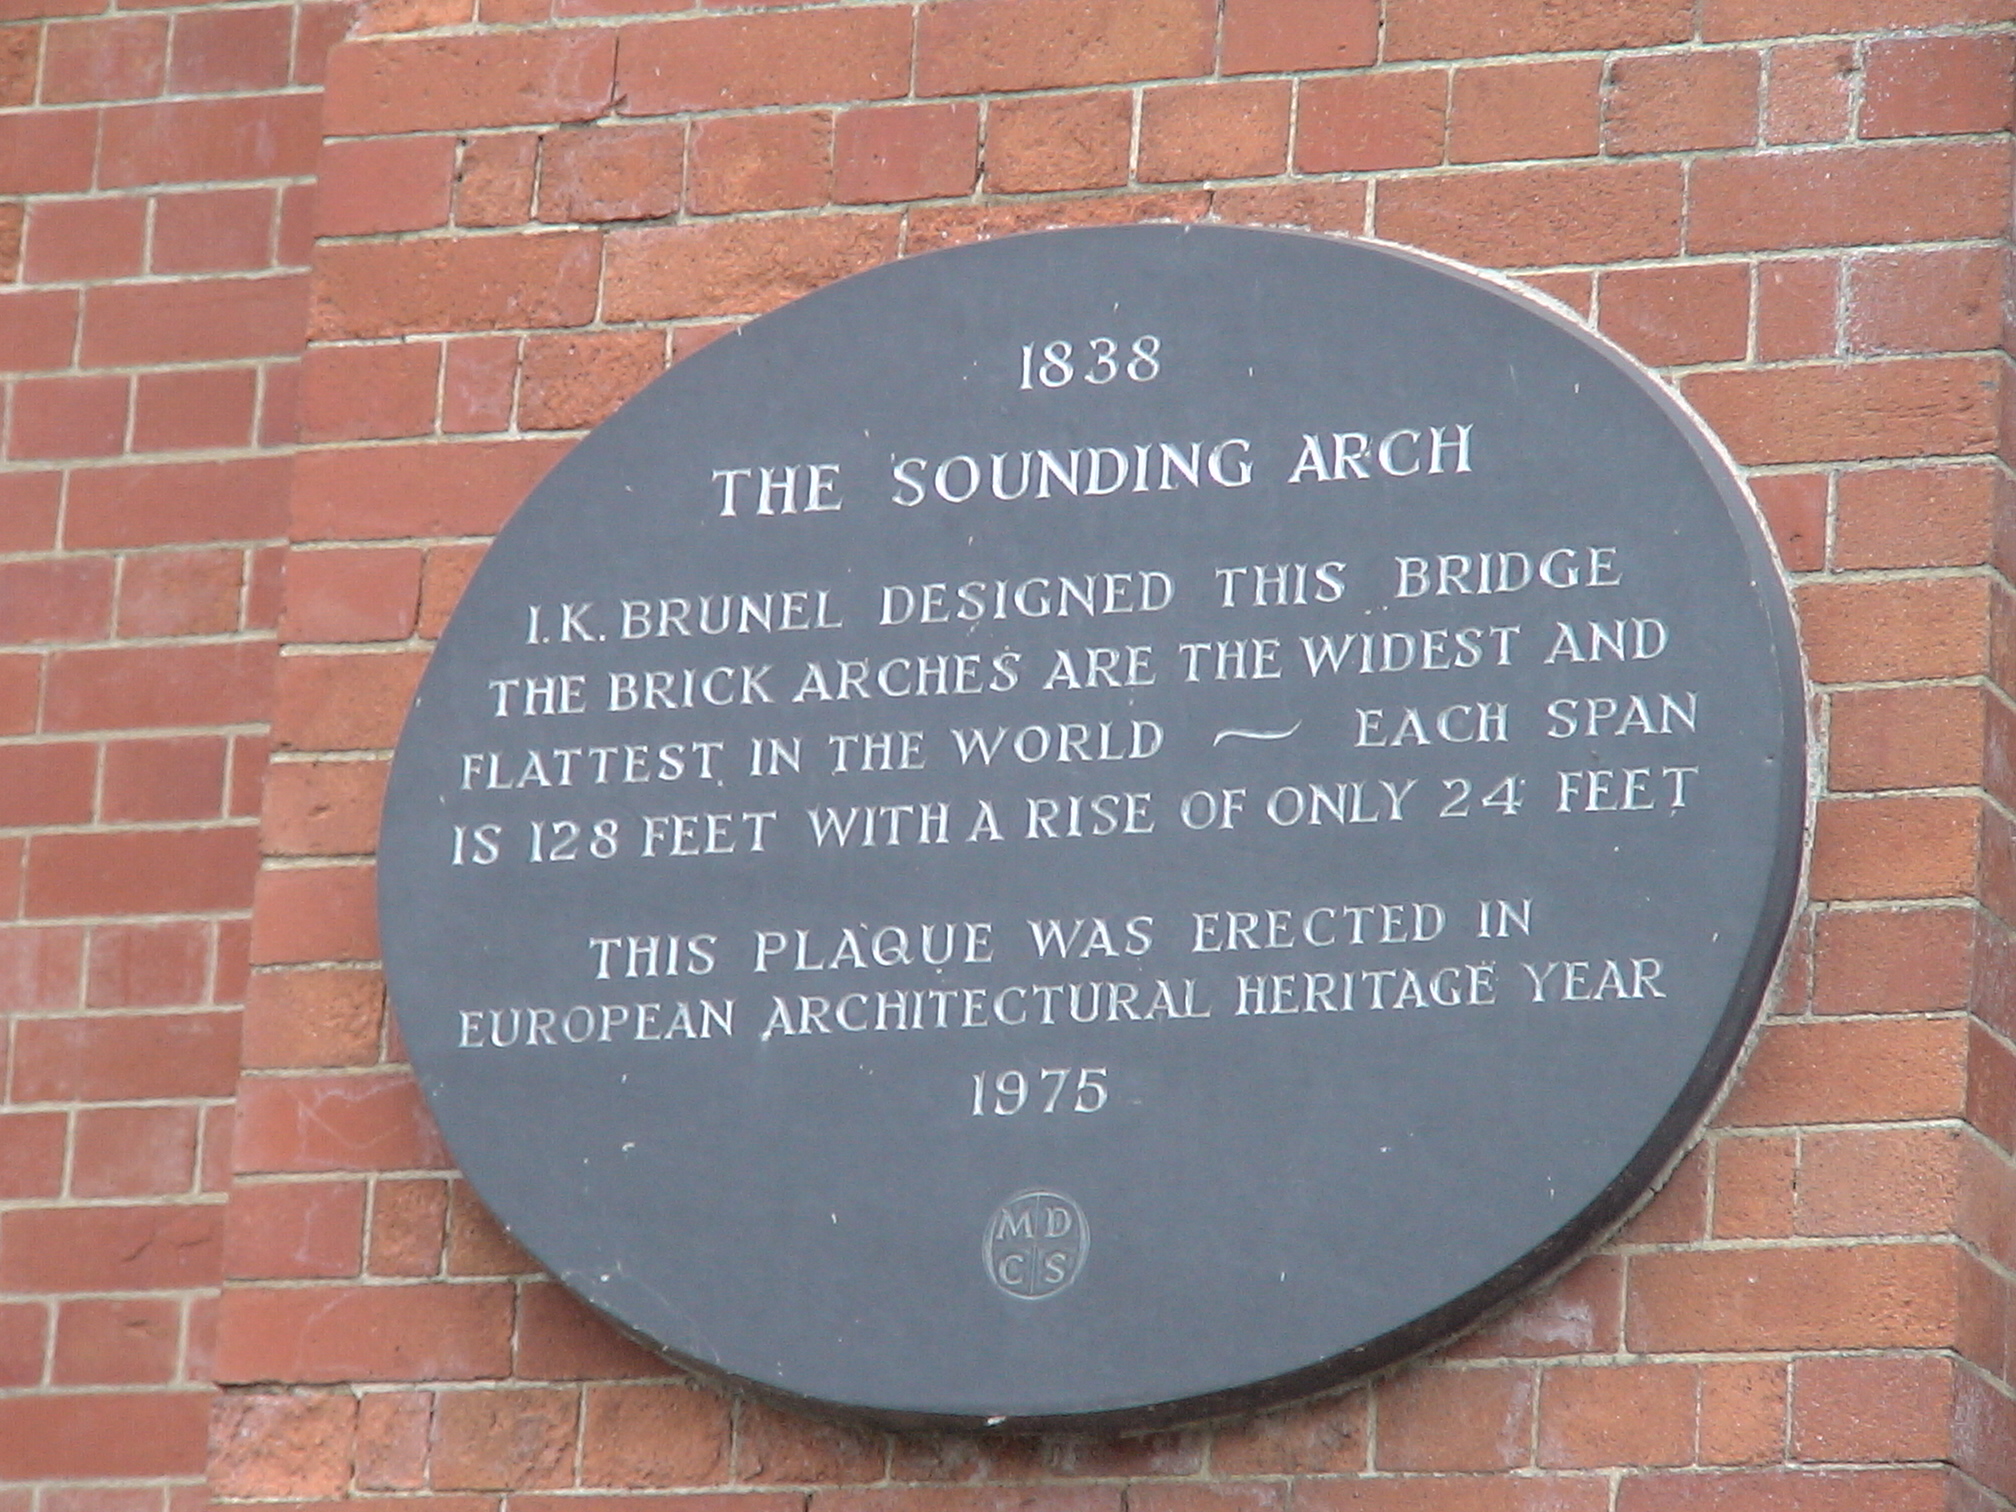 1838
THE SOUNDING ARCH
I.K. BRUNEL DESIGNED THIS BRIDGE
THE BRICK ARCHES ARE THE WIDEST AND
FLATTEST IN THE WORLD ~ EACH SPAN
IS 128 FEET WITH A RISE OF ONLY 24 FEET
THIS PLAQUE WAS ERECTED IN
EUROPEAN ARCHITECTURAL HERITAGE YEAR
1975
M D
C S